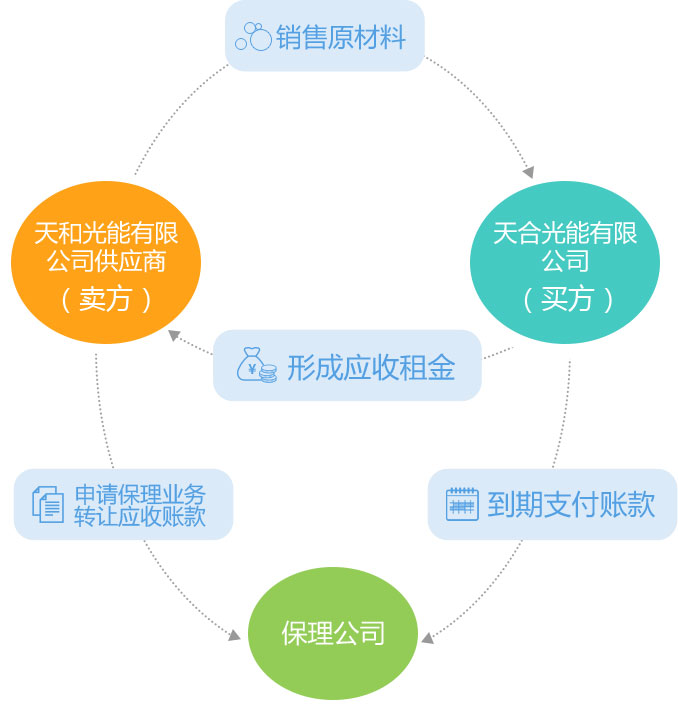 销售原材料
天和光能有限
公司供应商
（卖方）
天合光能有限
公司
（买方）
¥
形成应收租金
申请保理业务
转让应收账款
到期支付账款
保理公司